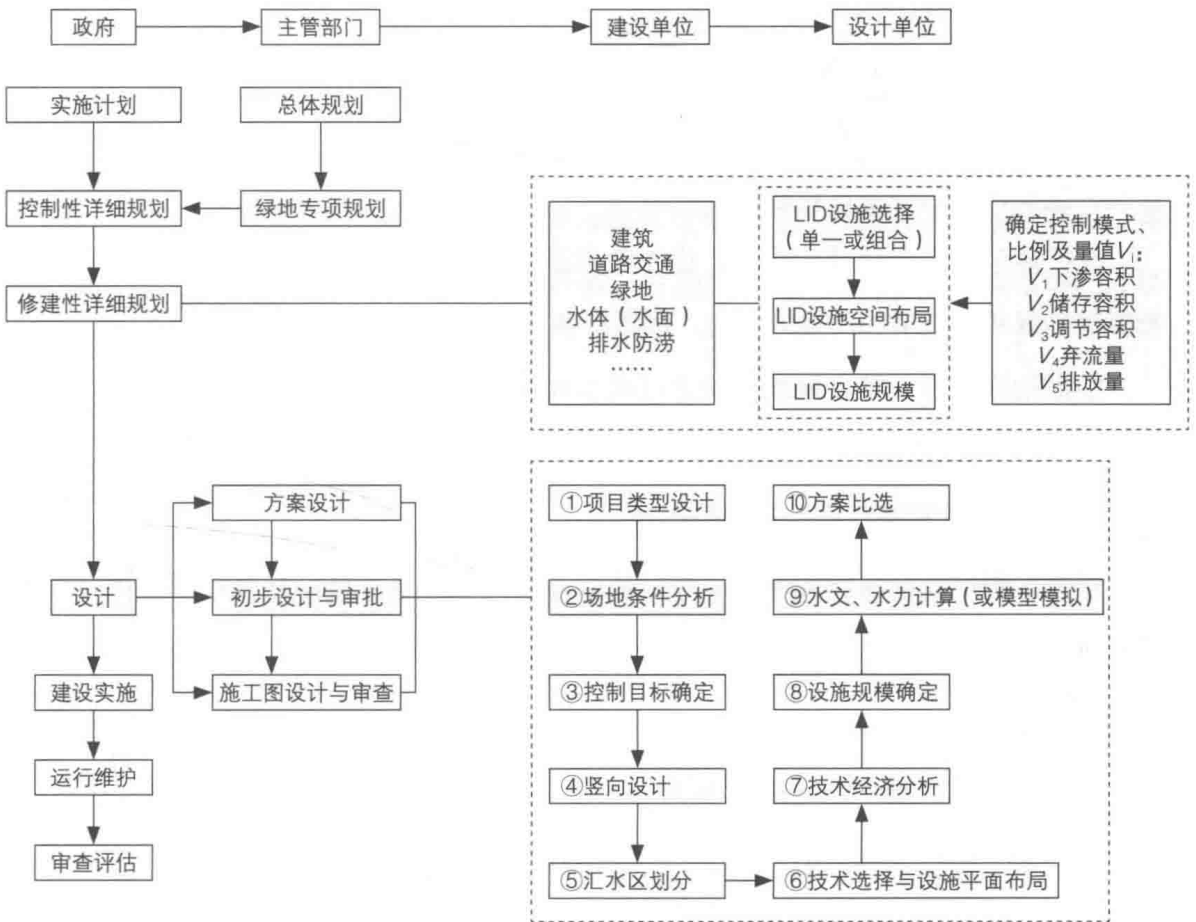 政府
主管部门
建设单位
设计单位
实施计划
总体规划
控制性详细规划
绿地专项规划
修建性详细规划
建筑
道路交通
绿地
水体（水面）
排水防涝
……
LID设施选择
（单一或组合）
LID设施空间布局
LID设施规模
确定控制模式、
比例及量值Vi：
V1下渗容积
V2储存容积
V3调节容积
V4弃流量
V5排放量
设计
方案设计
初步设计与审批
施工图设计与审查
建设实施
运行维护
审查评估
①项目类型设计
②场地条件分析
③控制目标确定
④竖向设计
⑤汇水区划分
⑥技术选择与设施平面布局
⑦技术经济分析
⑧设施规模确定
⑨水文、水力计算（或模型模拟）
⑩方案比选